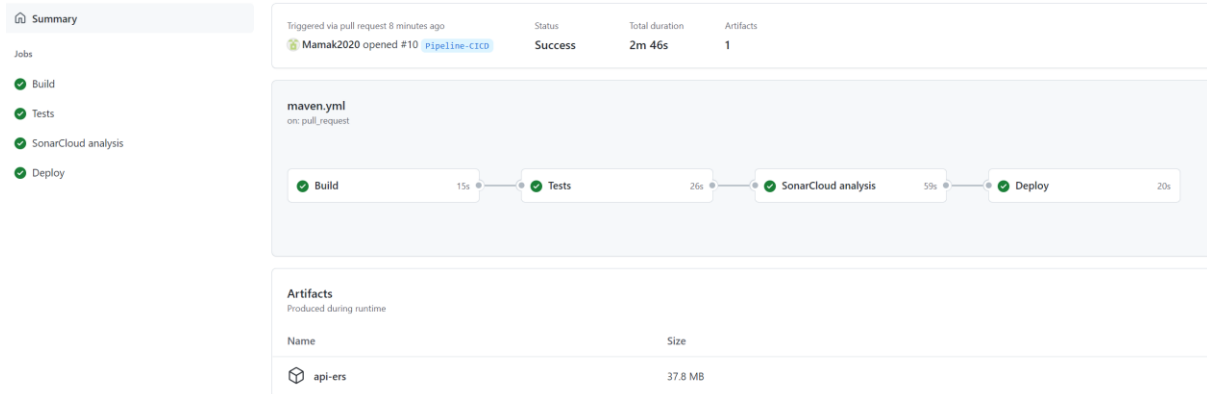 Summary
Jobs
Build
Tests
SonarCloud analysis
Deploy
Triggered via pull request 8 minutes ago
Mamak2020 opened #10 Pipeline-CICD
Status
Success
Total duration
2m 46s
Artifacts
1
maven.yml
on: pull_request
Build 15s
Tests 26s
SonarCloud analysis 59s
Deploy 20s
Artifacts
Produced during runtime
Name Size
api-ers 37.8 MB